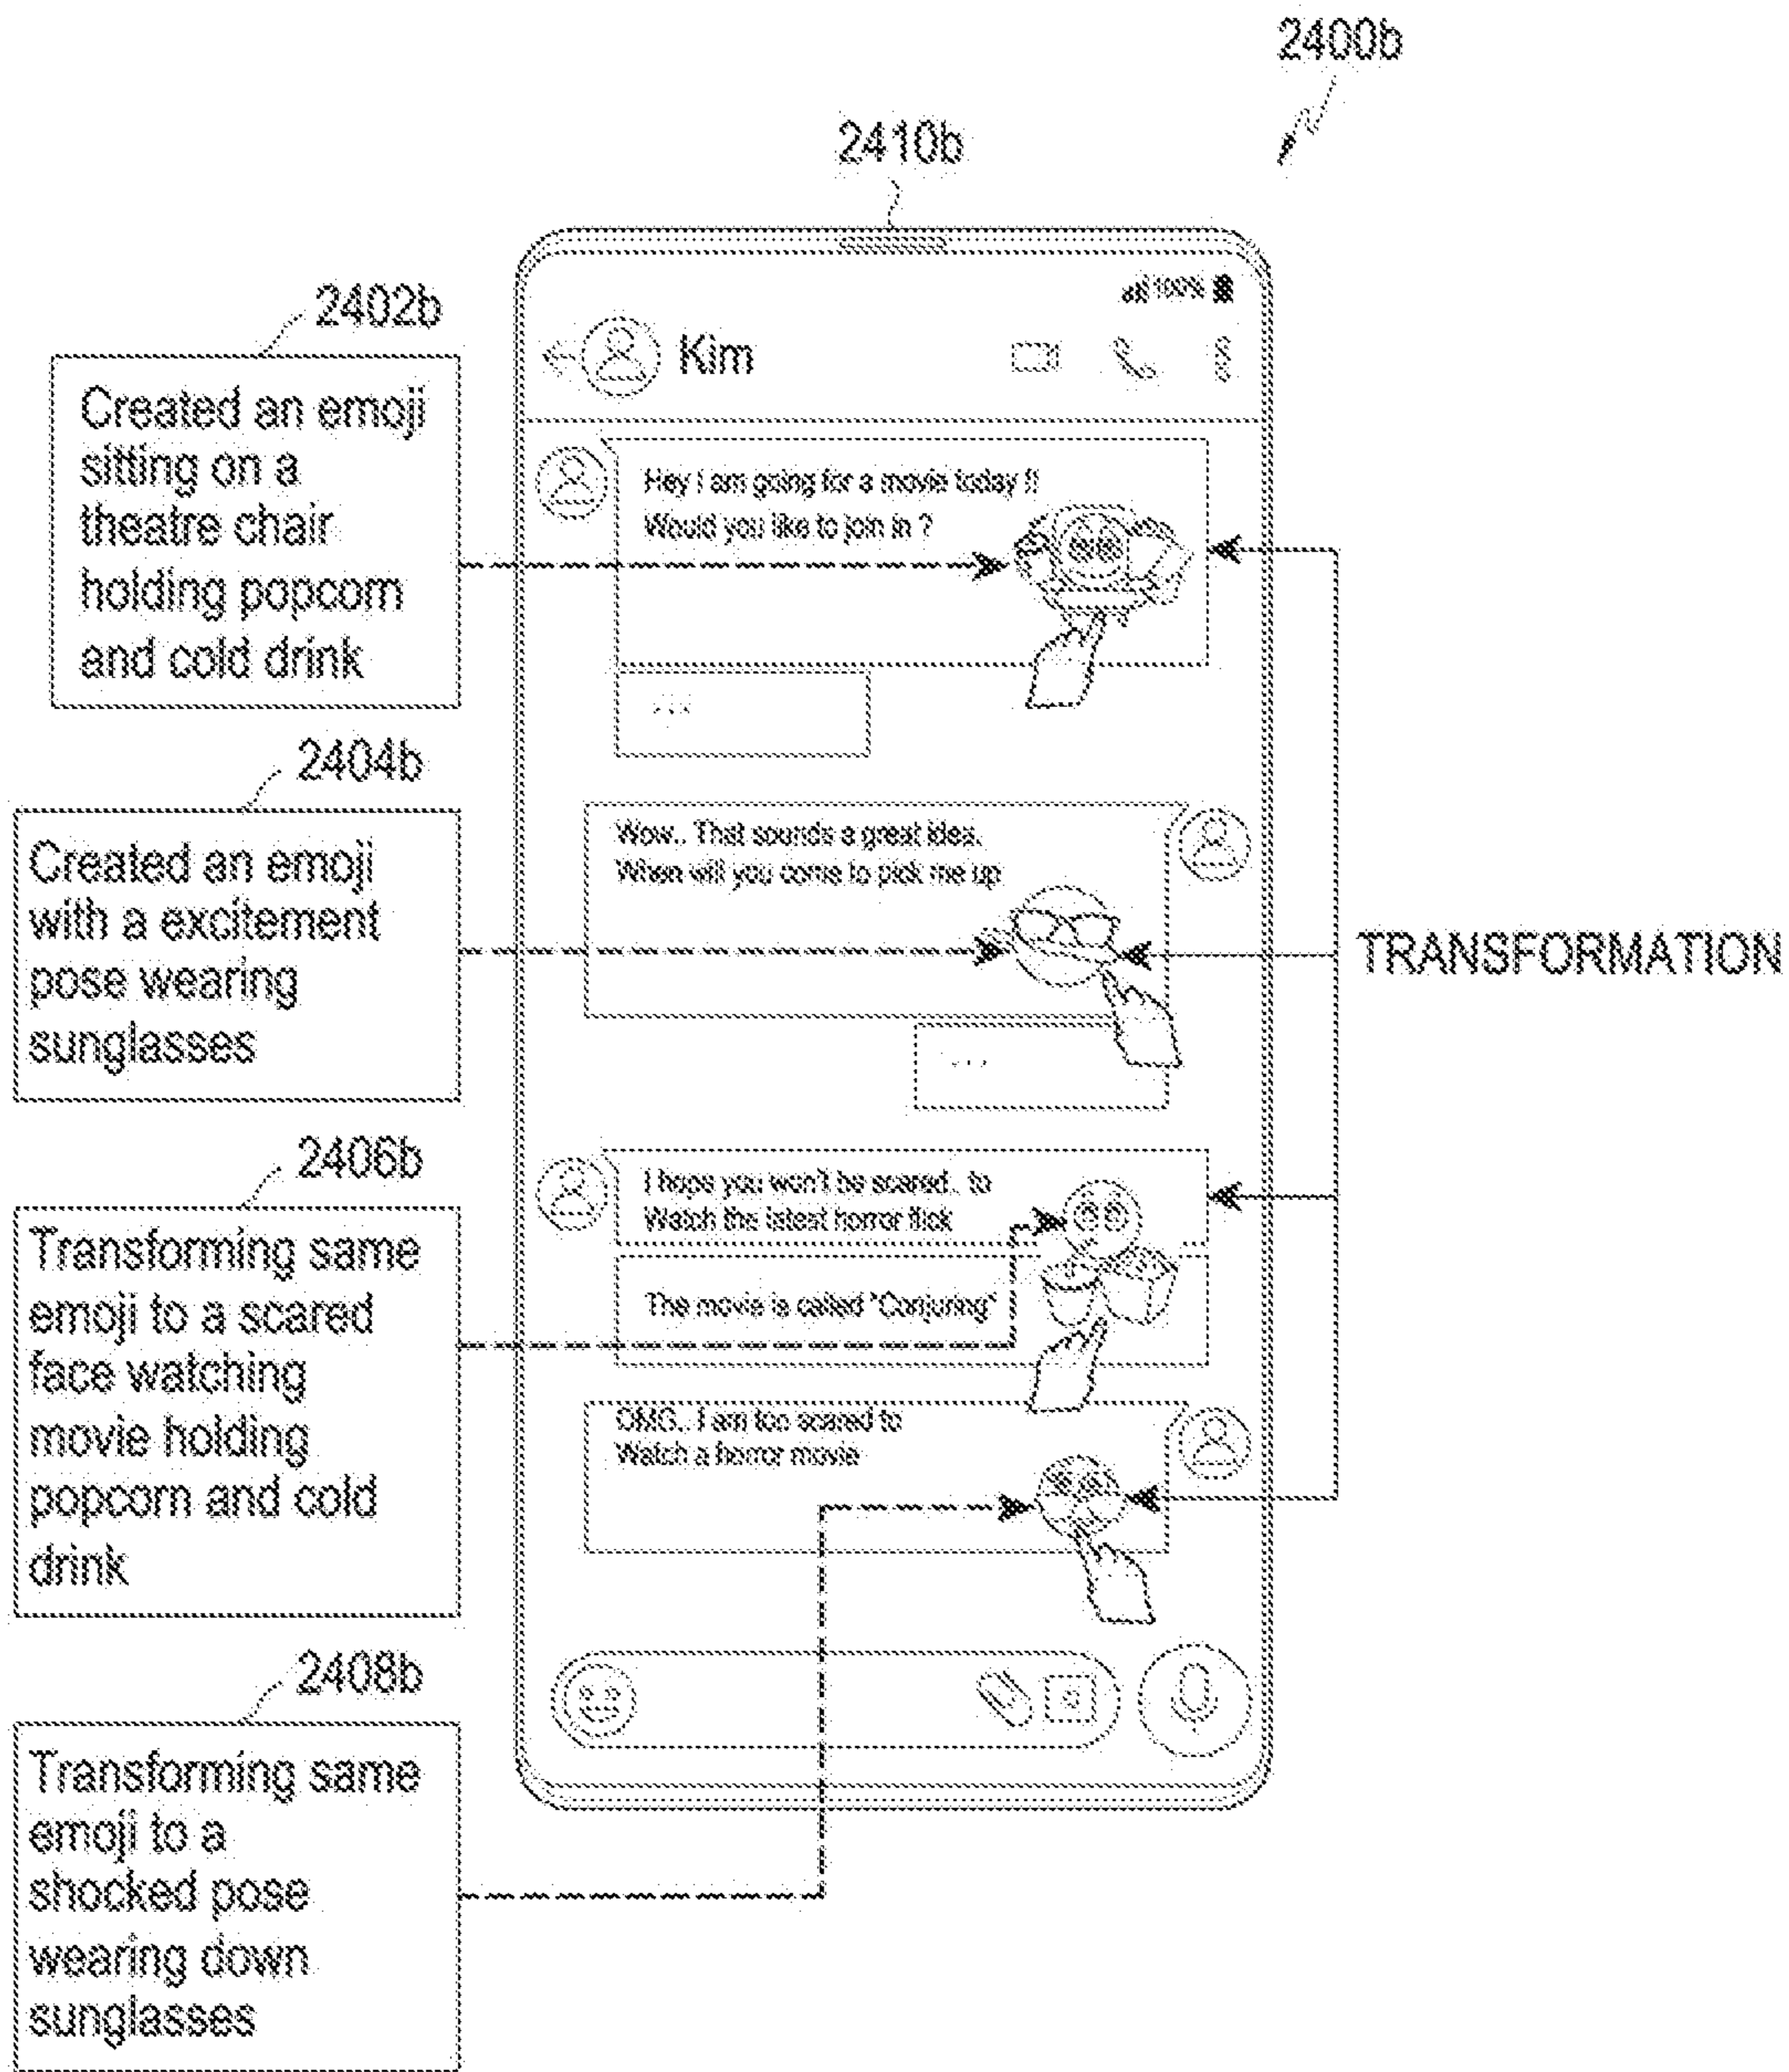 2400b
2410b
2402b
Created an emoji
sitting on a
theatre chair
holding popcorn
and cold drink
2404b
Created an emoji
with a excitement
pose wearing
sunglasses
2406b
Transforming same
emoji to a scared
face watching
movie holding
popcorn and cold
drink
2408b
Transforming same
emoji to a
shocked pose
wearing down
sunglasses
100%
Kim
Hey I am going for a movie today !!
Would you like to join in ?
...
Wow.. That sounds a great idea.
When will you come to pick me up
...
I hope you won't be scared.. to
Watch the latest horror flick
The movie is called "Conjuring"
OMG.. I am too scared to
Watch a horror movie
TRANSFORMATION